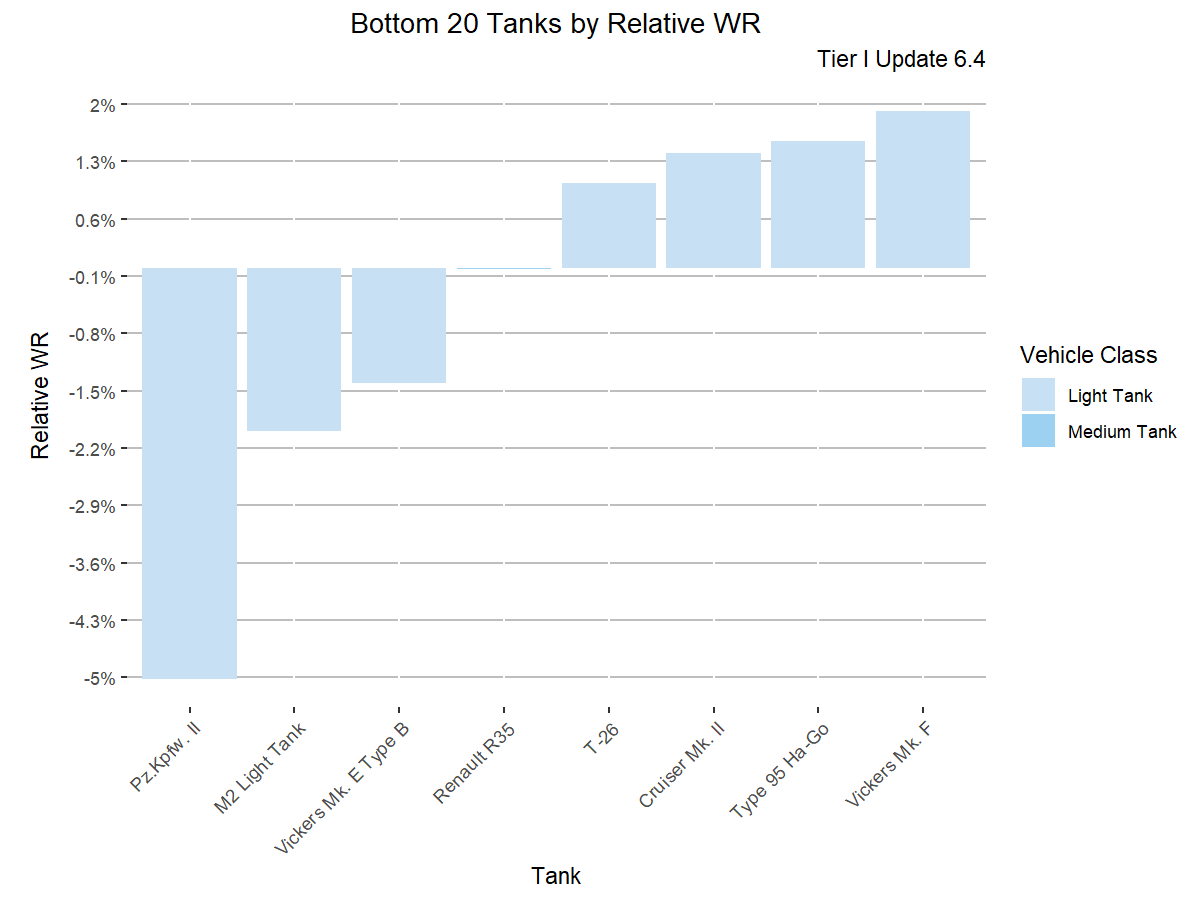 Bottom 20 Tanks by Relative WR
Tier I Update 6.4
2%
1.3%
0.6%
-0.1%
-0.8%
-1.5%
-2.2%
-2.9%
-3.6%
-4.3%
-5%
Relative WR
Pz.Kpfw. II
M2 Light Tank
Vickers Mk. E Type B
Renault R35
T-26
Cruiser Mk. II
Type 95 Ha-Go
Vickers Mk. F
Tank
Vehicle Class
Light Tank
Medium Tank